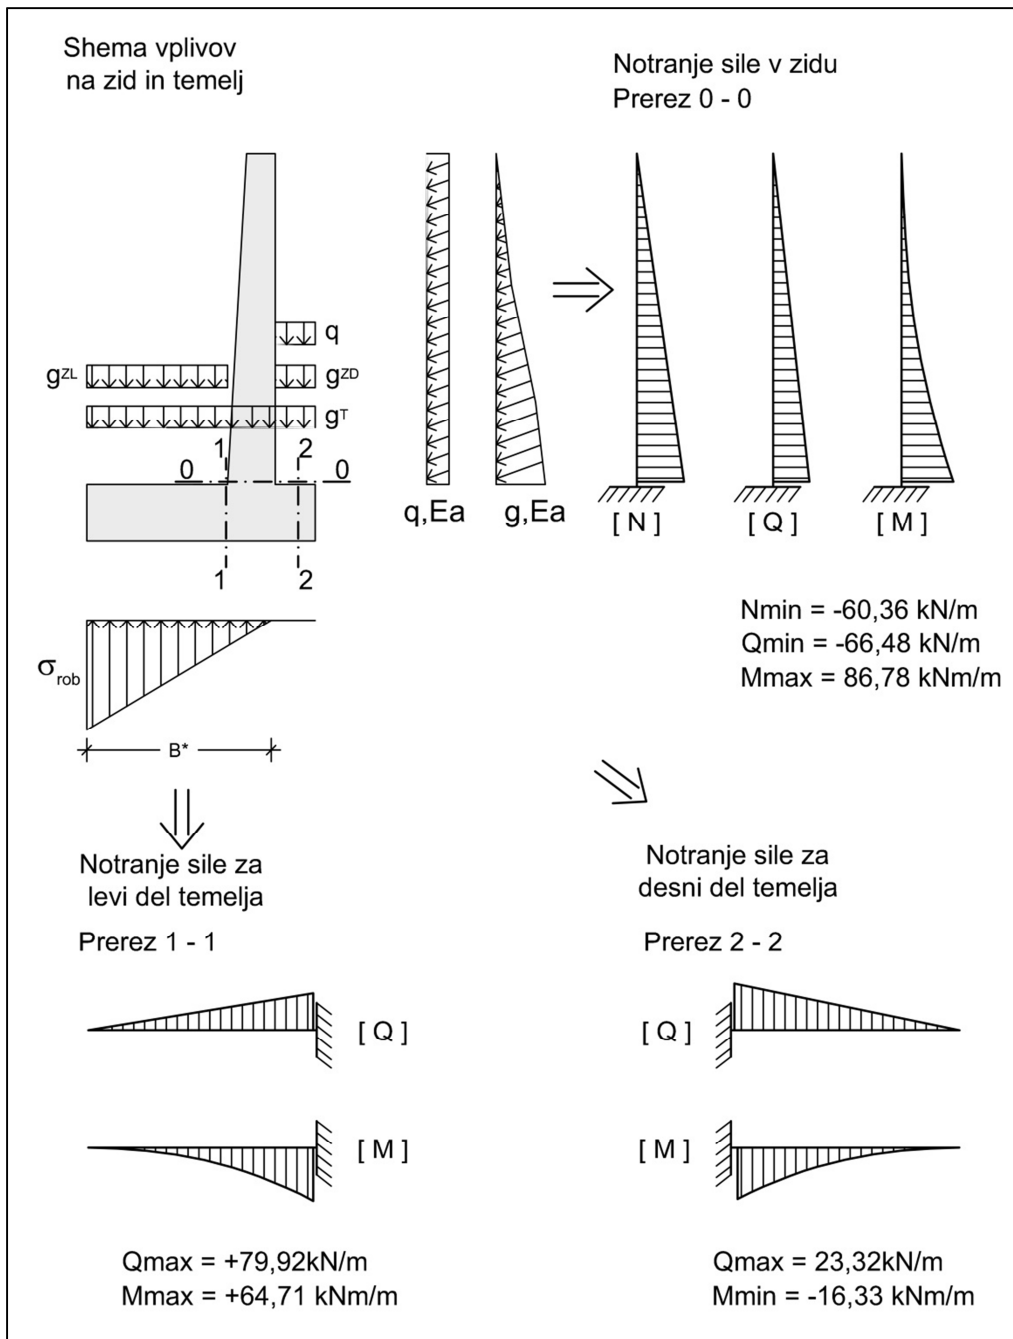 Shema vplivov
na zid in temelj
Notranje sile v zidu
Prerez 0 - 0
q
gZL
gZD
gT
1
2
0
0
1
2
q,Ea
g,Ea
[ N ]
[ Q ]
[ M ]
Nmin = -60,36 kN/m
Qmin = -66,48 kN/m
Mmax = 86,78 kNm/m
σrob
B*
Notranje sile za
levi del temelja
Prerez 1 - 1
[ Q ]
[ M ]
Qmax = +79,92kN/m
Mmax = +64,71 kNm/m
Notranje sile za
desni del temelja
Prerez 2 - 2
[ Q ]
[ M ]
Qmax = 23,32kN/m
Mmin = -16,33 kNm/m